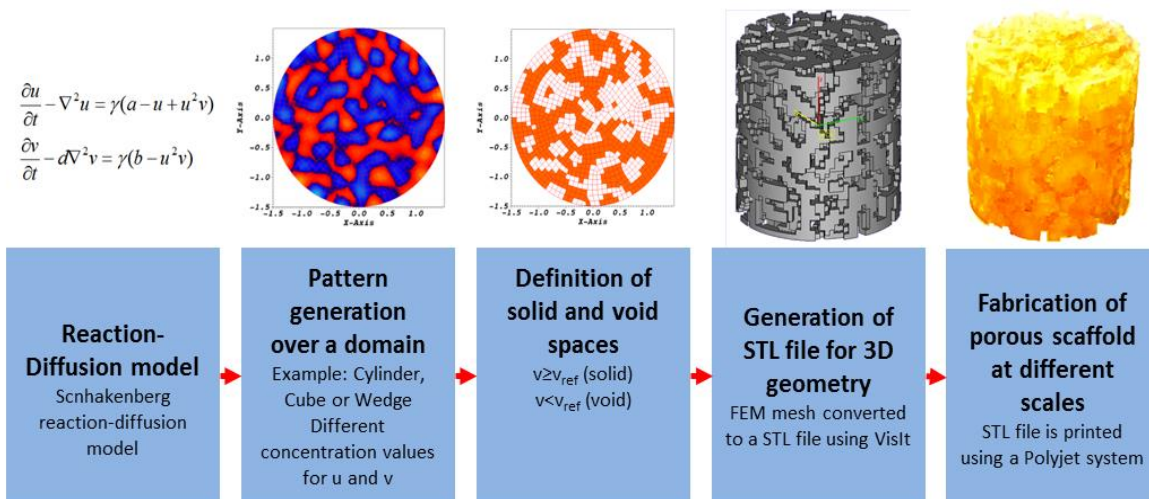 ∂u/∂t − ∇²u = γ(a − u + u²v)
∂v/∂t − d∇²v = γ(b − u²v)
Y-Axis
1.5
1.0
0.5
0.0
-0.5
-1.0
-1.5
-1.5 -1.0 -0.5 0.0 0.5 1.0
X-Axis
Y-Axis
1.0
0.5
0.0
-0.5
-1.0
-1.5
-1.5 -1.0 -0.5 0.0 0.5 1.0
X-Axis
Reaction-
Diffusion model
Scnhakenberg
reaction-diffusion
model
Pattern
generation
over a domain
Example: Cylinder,
Cube or Wedge
Different
concentration values
for u and v
Definition of
solid and void
spaces
v≥v_ref (solid)
v<v_ref (void)
Generation of
STL file for 3D
geometry
FEM mesh converted
to a STL file using VisIt
Fabrication of
porous scaffold
at different
scales
STL file is printed
using a Polyjet system